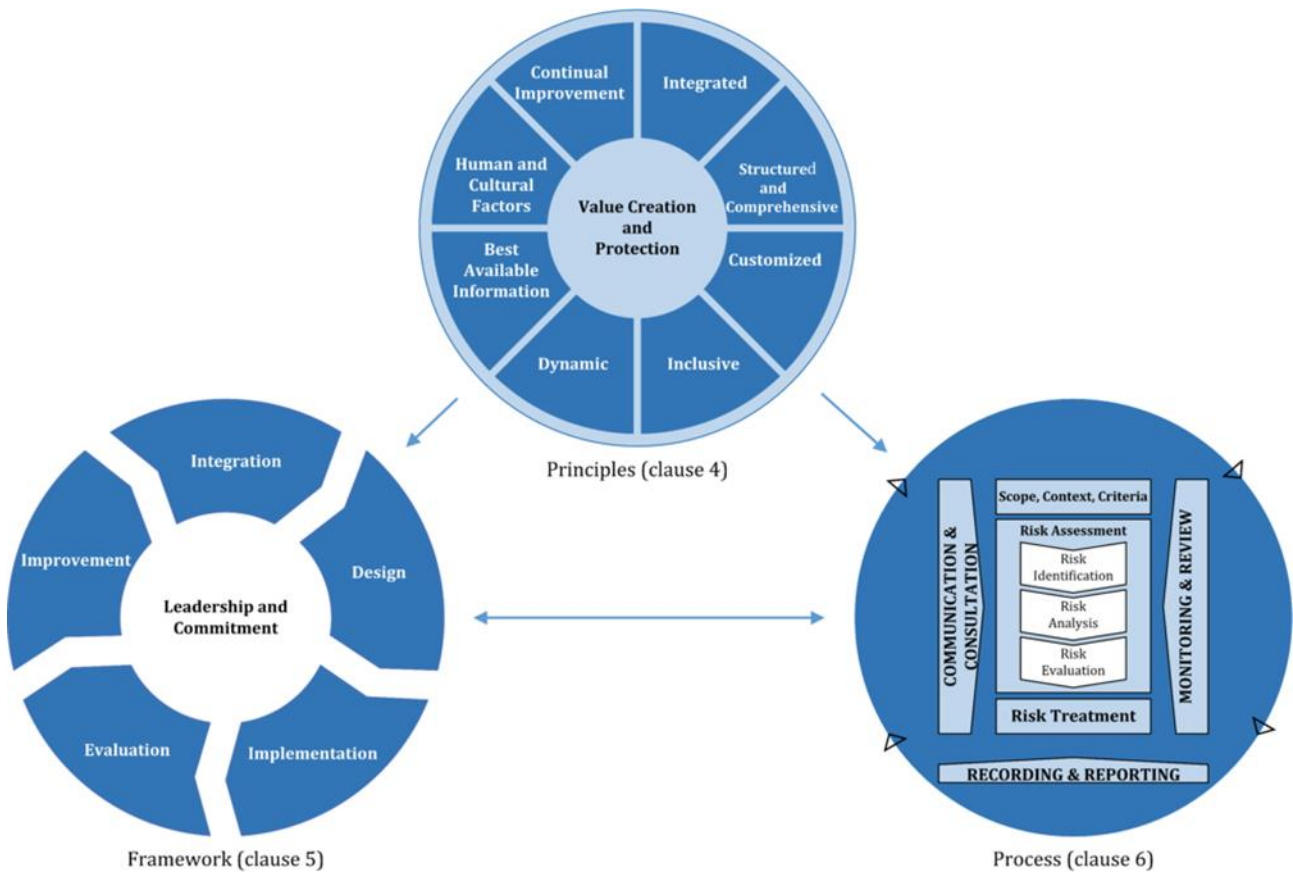 Continual
Improvement
Integrated
Structured
and
Comprehensive
Customized
Inclusive
Dynamic
Best
Available
Information
Human and
Cultural
Factors
Value Creation
and
Protection
Principles (clause 4)
Integration
Design
Implementation
Evaluation
Improvement
Leadership and
Commitment
Framework (clause 5)
Scope, Context, Criteria
Risk Assessment
Risk
Identification
Risk
Analysis
Risk
Evaluation
Risk Treatment
COMMUNICATION &
CONSULTATION
MONITORING & REVIEW
RECORDING & REPORTING
Process (clause 6)